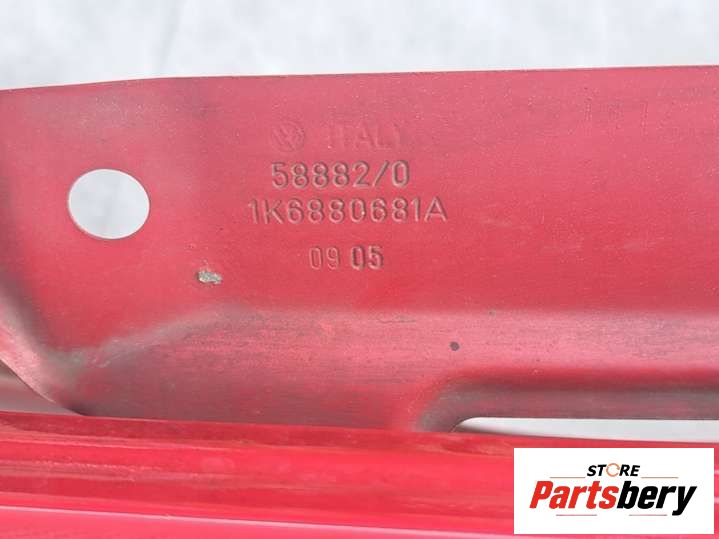 ITALY
58882/0
1K6880681A
09 05
STORE
Partsbery